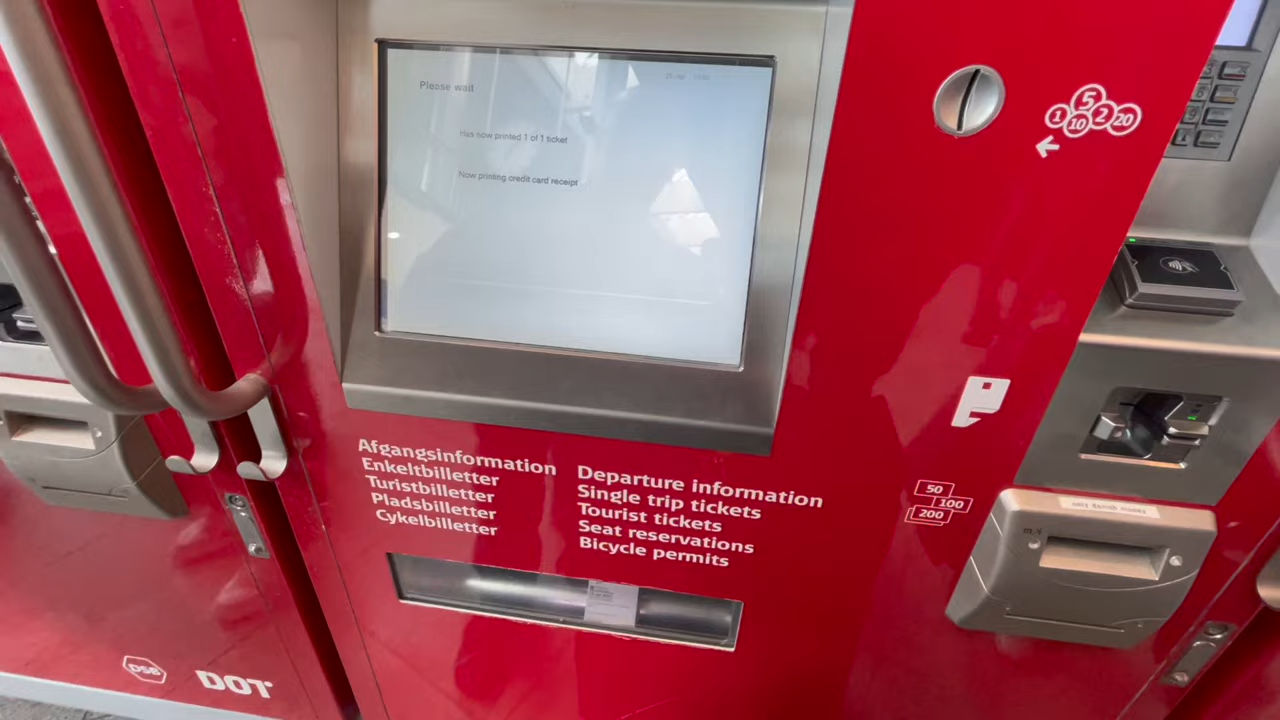 Please wait
Has now printed 1 of 1 ticket
Now printing credit card receipt
5
1 10 2 20
Afgangsinformation
Enkeltbilletter
Turistbilletter
Pladsbilletter
Cykelbilletter
Departure information
Single trip tickets
Tourist tickets
Seat reservations
Bicycle permits
50
100
200
DSB
DOT